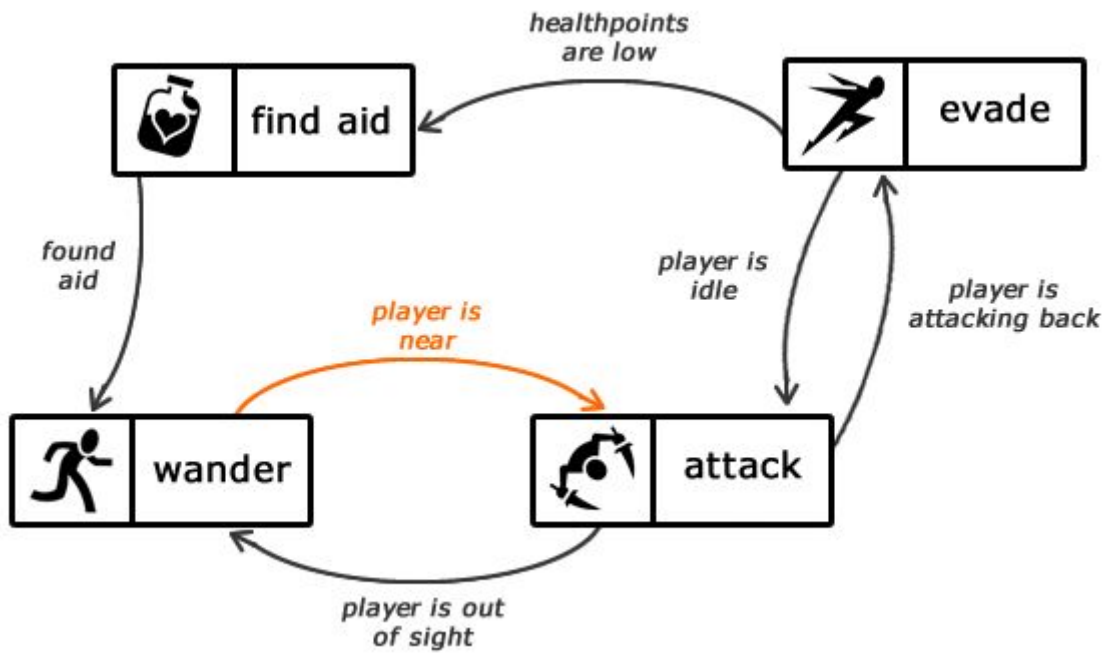 healthpoints
are low
find aid
evade
found
aid
player is
idle
player is
attacking back
player is
near
wander
attack
player is out
of sight